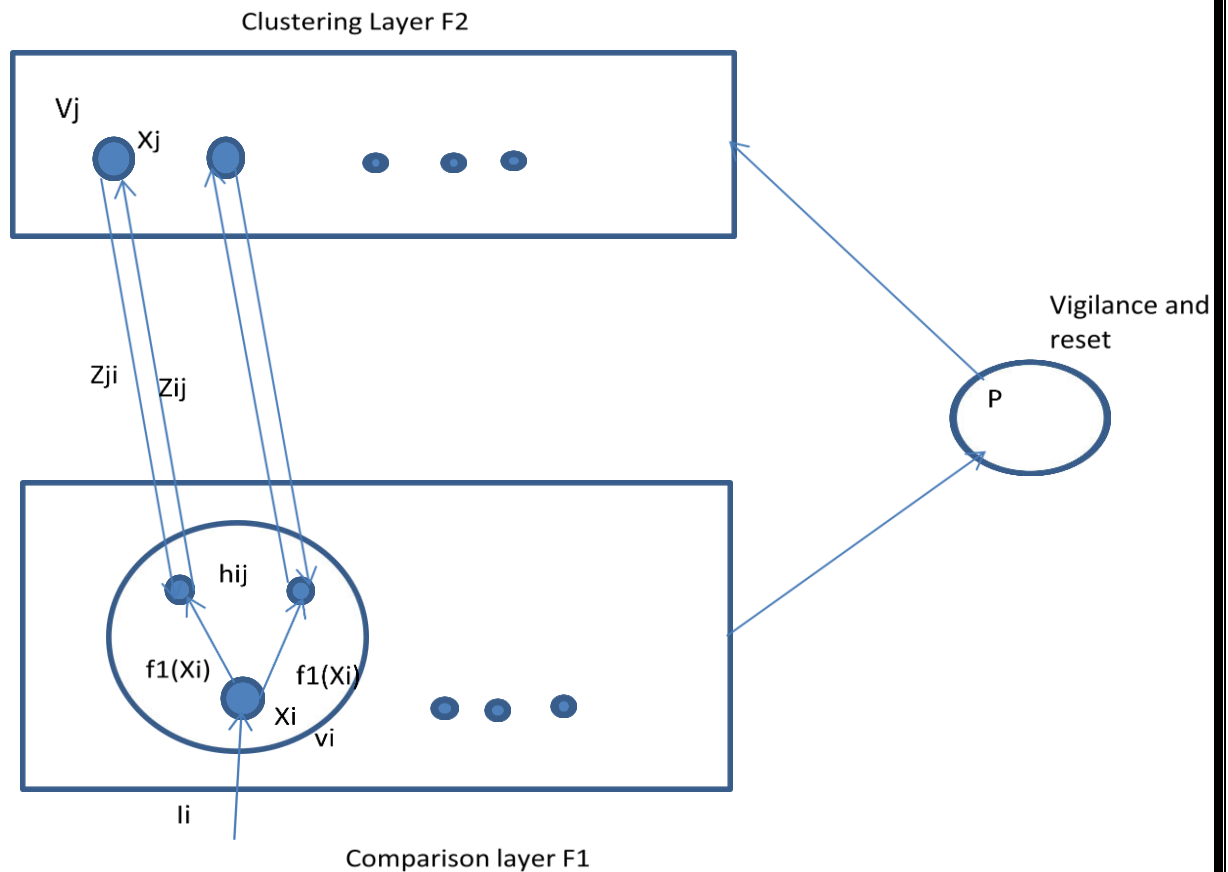 Clustering Layer F2
Vj
Xj
Vigilance and
reset
Zji
Zij
P
hij
f1(Xi)
f1(Xi)
Xi
vi
Ii
Comparison layer F1